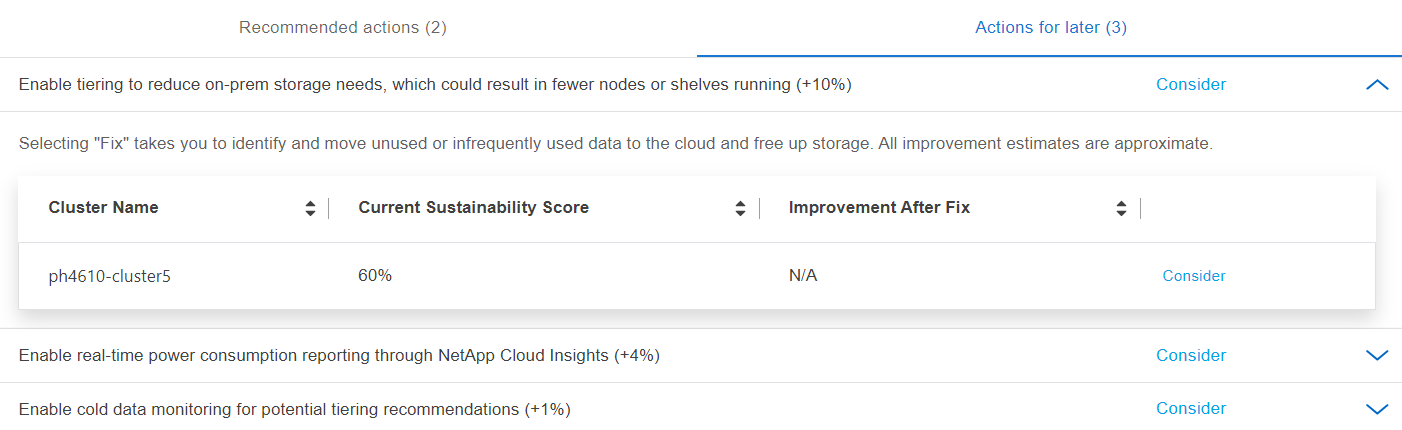 Recommended actions (2)
Actions for later (3)
Enable tiering to reduce on-prem storage needs, which could result in fewer nodes or shelves running (+10%)
Consider
Selecting "Fix" takes you to identify and move unused or infrequently used data to the cloud and free up storage. All improvement estimates are approximate.
Cluster Name
Current Sustainability Score
Improvement After Fix
ph4610-cluster5
60%
N/A
Consider
Enable real-time power consumption reporting through NetApp Cloud Insights (+4%)
Consider
Enable cold data monitoring for potential tiering recommendations (+1%)
Consider